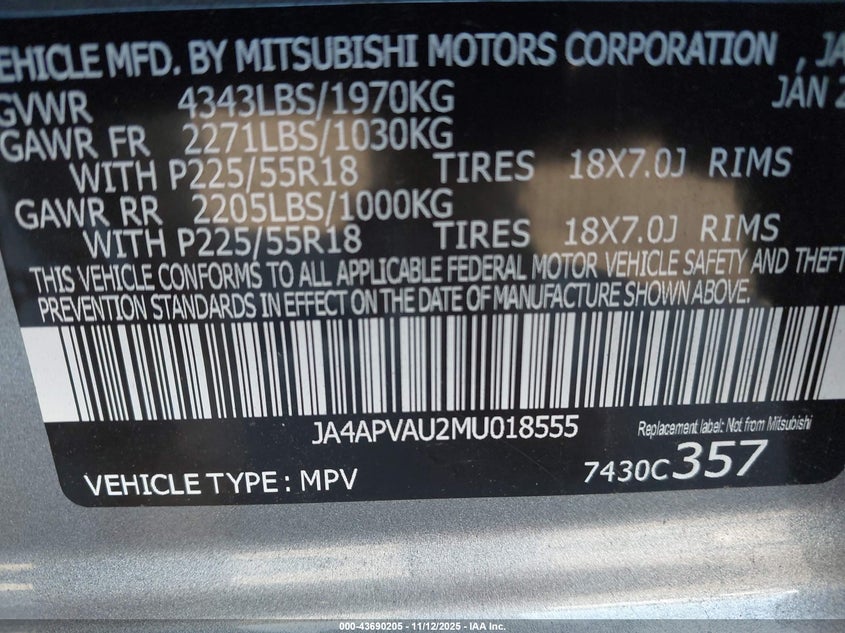 EHICLE MFD. BY MITSUBISHI MOTORS CORPORATION , JA
GVWR 4343LBS/1970KG JAN 2
GAWR FR 2271LBS/1030KG
WITH P225/55R18 TIRES 18X7.0J RIMS
GAWR RR 2205LBS/1000KG
WITH P225/55R18 TIRES 18X7.0J RIMS
THIS VEHICLE CONFORMS TO ALL APPLICABLE FEDERAL MOTOR VEHICLE SAFETY AND THEFT
PREVENTION STANDARDS IN EFFECT ON THE DATE OF MANUFACTURE SHOWN ABOVE.
JA4APVAU2MU018555 Replacement label: Not from Mitsubishi
VEHICLE TYPE : MPV 7430C 357
000-43690205 - 11/12/2025 - IAA Inc.